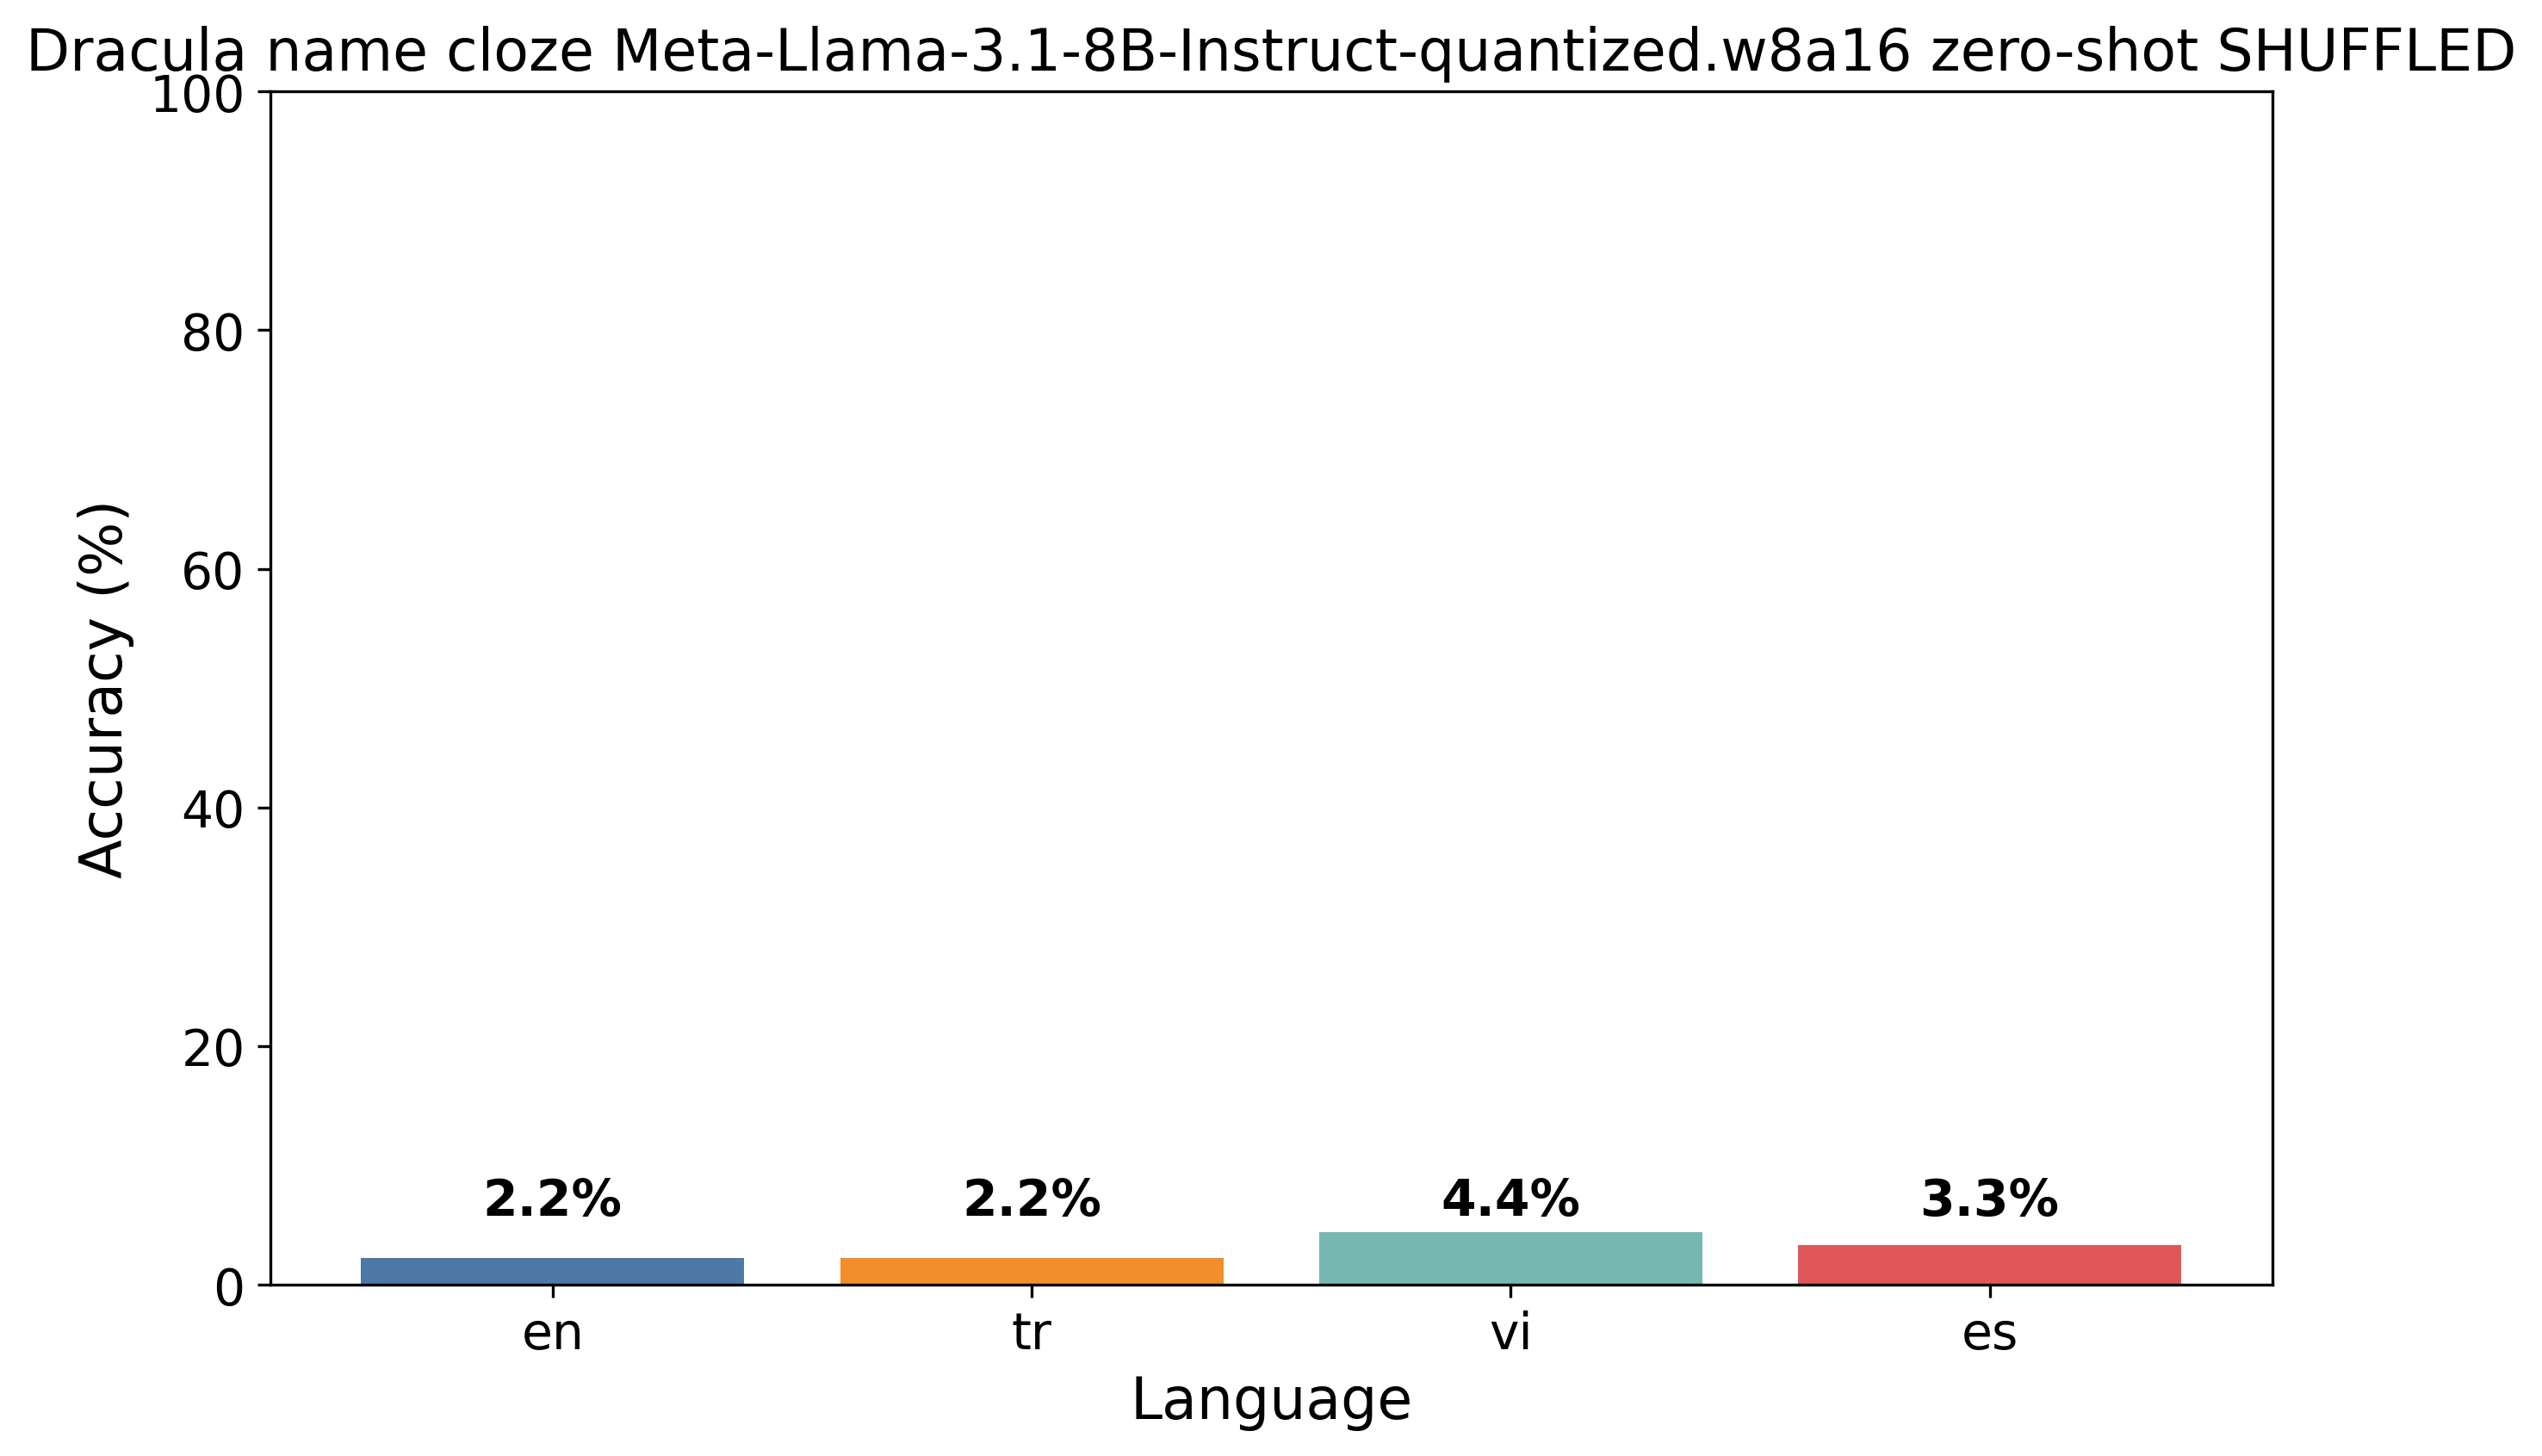 Dracula name cloze Meta-Llama-3.1-8B-Instruct-quantized.w8a16 zero-shot SHUFFLED
100
80
60
40
20
0
Accuracy (%)
2.2%
2.2%
4.4%
3.3%
en
tr
vi
es
Language